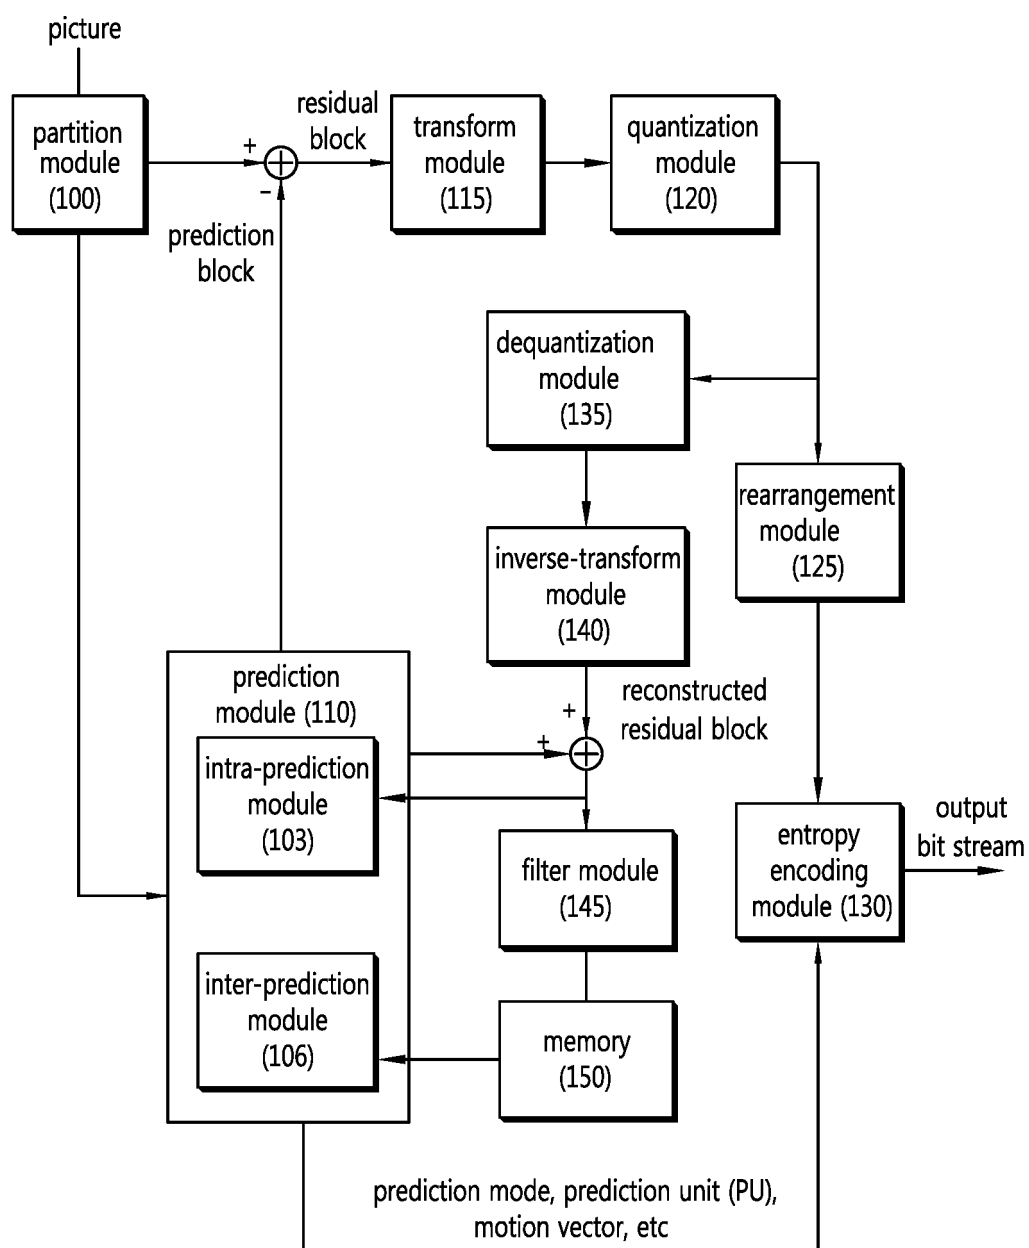 picture
partition
module
(100)
+
−
residual
block
transform
module
(115)
quantization
module
(120)
prediction
block
dequantization
module
(135)
rearrangement
module
(125)
inverse-transform
module
(140)
+
reconstructed
residual block
+
prediction
module (110)
intra-prediction
module
(103)
filter module
(145)
entropy
encoding
module (130)
output
bit stream
inter-prediction
module
(106)
memory
(150)
prediction mode, prediction unit (PU),
motion vector, etc